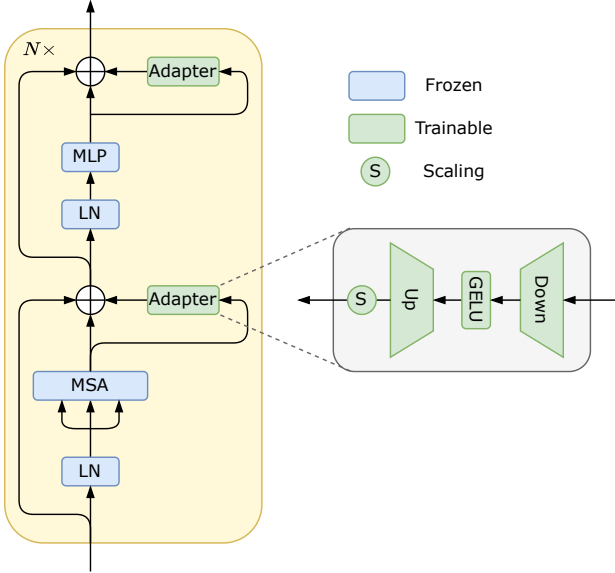 N×
Adapter
MLP
LN
Adapter
MSA
LN
Frozen
Trainable
S
Scaling
S
Up
GELU
Down